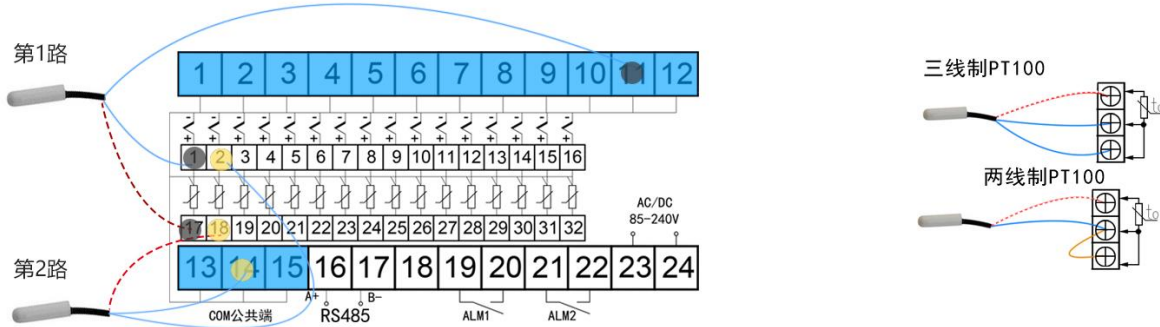 第1路
1 2 3 4 5 6 7 8 9 10 11 12
- - - - - - - - - - - - - - -
+ + + + + + + + + + + + + + +
1 2 3 4 5 6 7 8 9 10 11 12 13 14 15 16
17 18 19 20 21 22 23 24 25 26 27 28 29 30 31 32
AC/DC
85-240V
13 14 15 16 17 18 19 20 21 22 23 24
第2路
COM公共端
A+
RS485
B-
ALM1
ALM2
三线制PT100
两线制PT100